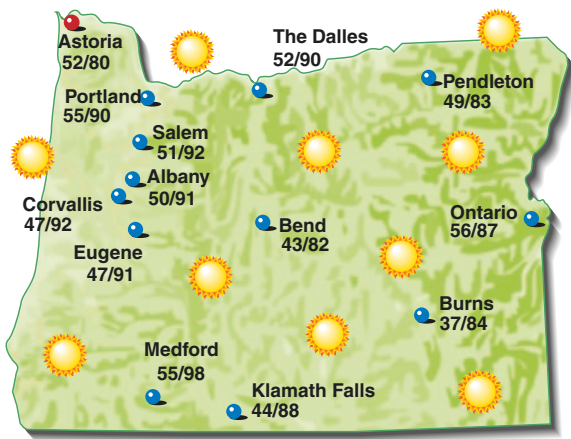 Astoria
52/80
The Dalles
52/90
Portland
55/90
Pendleton
49/83
Salem
51/92
Albany
50/91
Corvallis
47/92
Bend
43/82
Ontario
56/87
Eugene
47/91
Burns
37/84
Medford
55/98
Klamath Falls
44/88